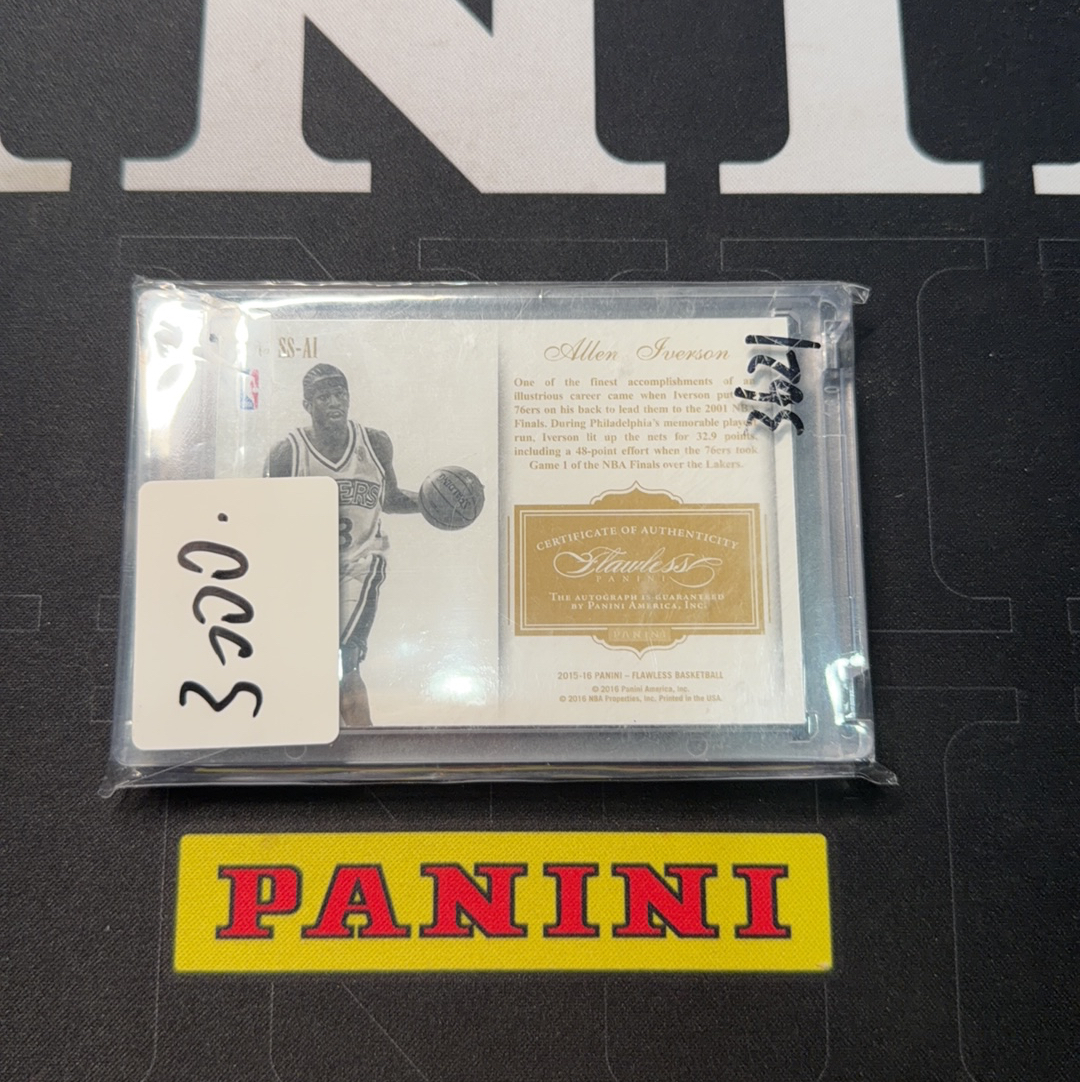 SS-AI
Allen Iverson
One of the finest accomplishments of an
illustrious career came when Iverson put
76ers on his back to lead them to the 2001 NBA
Finals. During Philadelphia's memorable playoff
run, Iverson lit up the nets for 32.9 points,
including a 48-point effort when the 76ers took
Game 1 of the NBA Finals over the Lakers.
3621
ERS
3
3000.
CERTIFICATE OF AUTHENTICITY
Flawless
PANINI
THE AUTOGRAPH IS GUARANTEED
BY PANINI AMERICA, INC.
PANINI
2015-16 PANINI – FLAWLESS BASKETBALL
© 2016 Panini America, Inc.
© 2016 NBA Properties, Inc. Printed in the USA.
PANINI